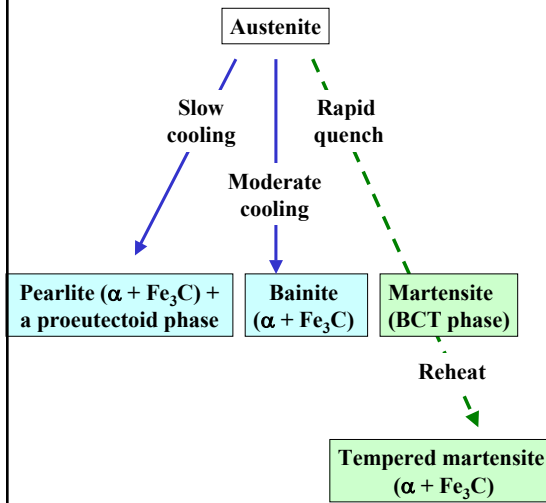 Austenite
Slow
cooling
Rapid
quench
Moderate
cooling
Pearlite (α + Fe₃C) +
a proeutectoid phase
Bainite
(α + Fe₃C)
Martensite
(BCT phase)
Reheat
Tempered martensite
(α + Fe₃C)